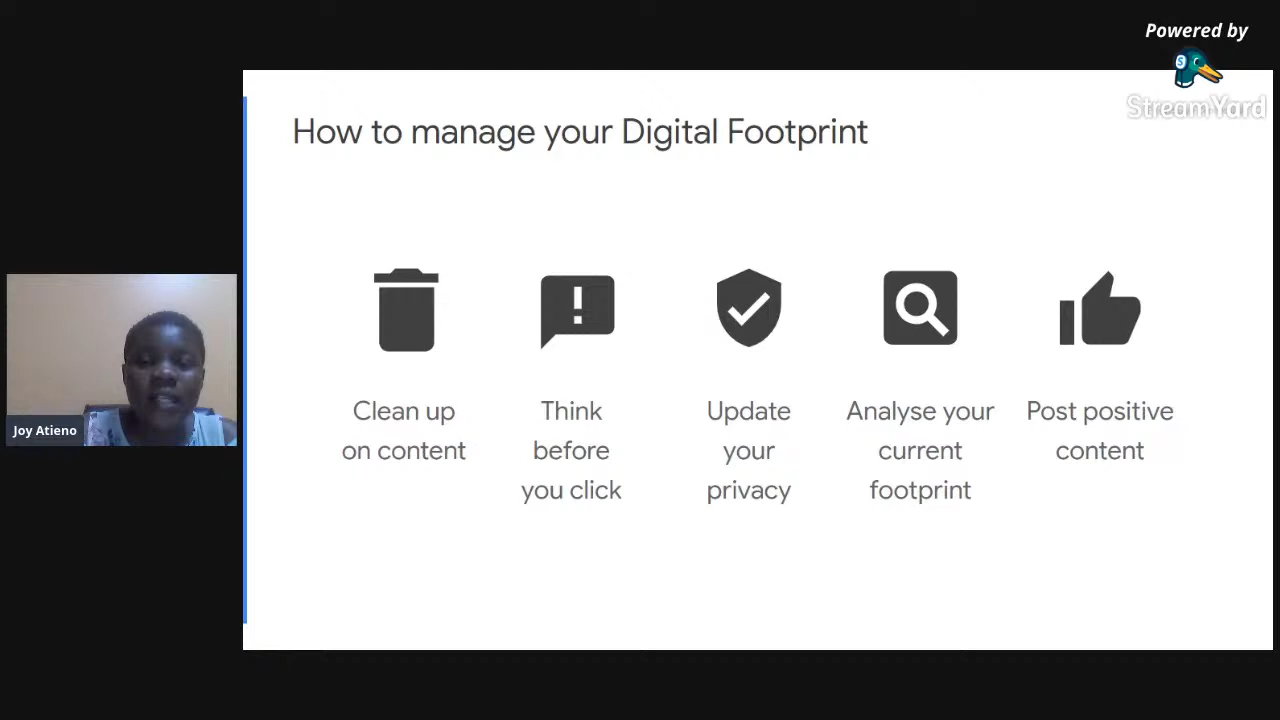 Powered by
StreamYard
How to manage your Digital Footprint
Clean up
on content
Think
before
you click
Update
your
privacy
Analyse your
current
footprint
Post positive
content
Joy Atieno